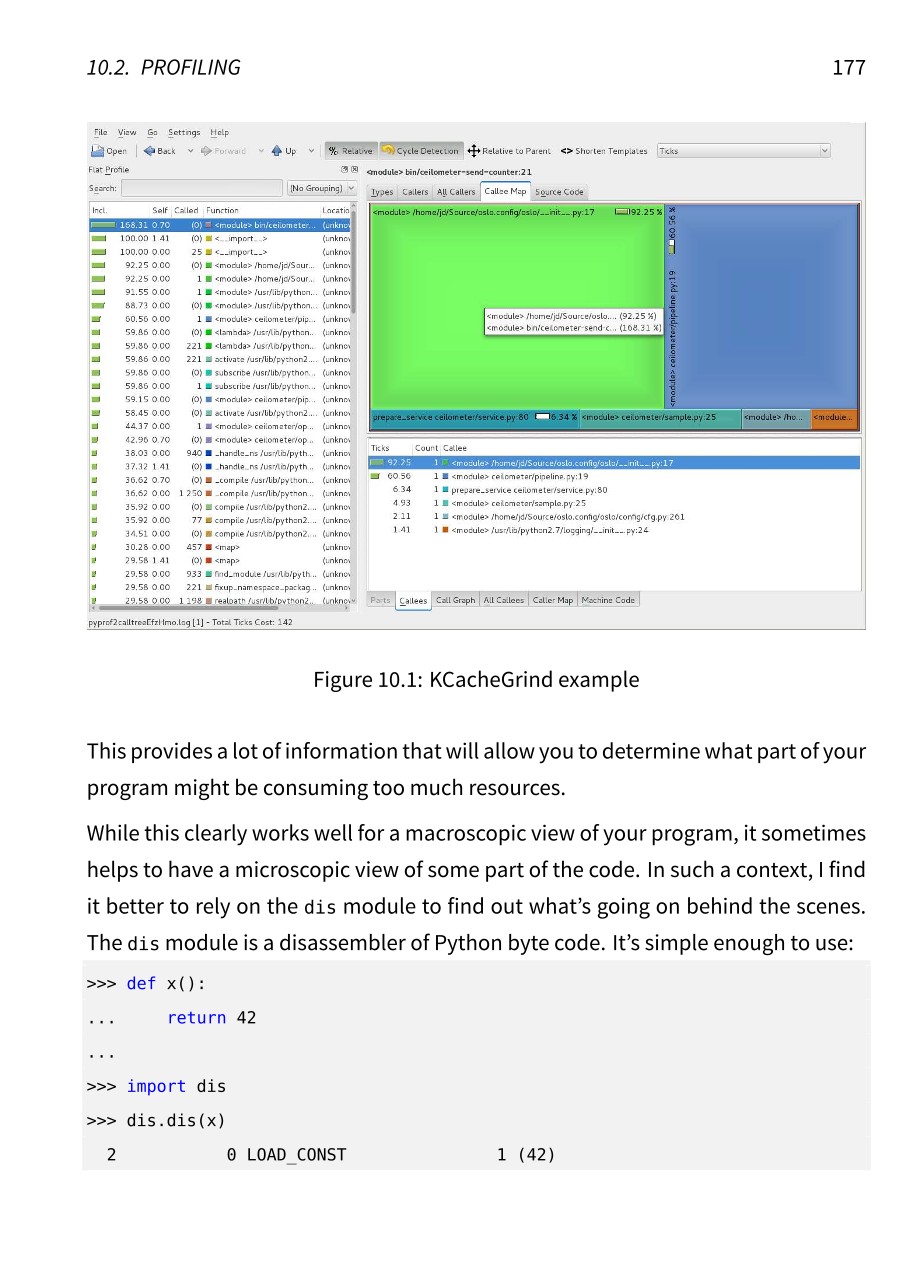 10.2. PROFILING 177
File View Go Settings Help
Open Back Forward Up % Relative Cycle Detection Relative to Parent <> Shorten Templates Ticks
Flat Profile
Search: (No Grouping)
Incl. Self Called Function Locatio
168.31 0.70 (0) <module> bin/ceilometer... (unknov
100.00 1.41 (0) <__import__> (unknov
100.00 0.00 25 <__import__> (unknov
92.25 0.00 (0) <module> /home/jd/Sour... (unknov
92.25 0.00 1 <module> /home/jd/Sour... (unknov
91.55 0.00 1 <module> /usr/lib/python... (unknov
88.73 0.00 (0) <module> /usr/lib/python... (unknov
60.56 0.00 1 <module> ceilometer/pip... (unknov
59.86 0.00 (0) <lambda> /usr/lib/python... (unknov
59.86 0.00 221 <lambda> /usr/lib/python... (unknov
59.86 0.00 221 activate /usr/lib/python2.... (unknov
59.86 0.00 (0) subscribe /usr/lib/python... (unknov
59.86 0.00 1 subscribe /usr/lib/python... (unknov
59.15 0.00 (0) <module> ceilometer/pip... (unknov
58.45 0.00 (0) activate /usr/lib/python2.... (unknov
44.37 0.00 1 <module> ceilometer/op... (unknov
42.96 0.70 (0) <module> ceilometer/op... (unknov
38.03 0.00 940 _handle_ns /usr/lib/pyth... (unknov
37.32 1.41 (0) _handle_ns /usr/lib/pyth... (unknov
36.62 0.70 (0) _compile /usr/lib/python... (unknov
36.62 0.00 1 250 _compile /usr/lib/python... (unknov
35.92 0.00 (0) compile /usr/lib/python2.... (unknov
35.92 0.00 77 compile /usr/lib/python2.... (unknov
34.51 0.00 (0) compile /usr/lib/python2.... (unknov
30.28 0.00 457 <map> (unknov
29.58 1.41 (0) <map> (unknov
29.58 0.00 933 find_module /usr/lib/pyth... (unknov
29.58 0.00 221 fixup_namespace_packag... (unknov
29.58 0.00 1 198 realpath /usr/lib/python2... (unknov
<module> bin/ceilometer-send-counter:21
Types Callers All Callers Callee Map Source Code
<module> /home/jd/Source/oslo.config/oslo/__init__.py:17 92.25 %
<module> ceilometer/pipeline.py:19 60.56 %
<module> /home/jd/Source/oslo.... (92.25 %)
<module> bin/ceilometer-send-c... (168.31 %)
prepare_service ceilometer/service.py:80 6.34 % <module> ceilometer/sample.py:25 <module> /ho... <module...
Ticks Count Callee
92.25 1 <module> /home/jd/Source/oslo.config/oslo/__init__.py:17
60.56 1 <module> ceilometer/pipeline.py:19
6.34 1 prepare_service ceilometer/service.py:80
4.93 1 <module> ceilometer/sample.py:25
2.11 1 <module> /home/jd/Source/oslo.config/oslo/config/cfg.py:261
1.41 1 <module> /usr/lib/python2.7/logging/__init__.py:24
Parts Callees Call Graph All Callees Caller Map Machine Code
pyprof2calltreeEfzHmo.log [1] - Total Ticks Cost: 142
Figure 10.1: KCacheGrind example
This provides a lot of information that will allow you to determine what part of your
program might be consuming too much resources.
While this clearly works well for a macroscopic view of your program, it sometimes
helps to have a microscopic view of some part of the code. In such a context, I find
it better to rely on the dis module to find out what’s going on behind the scenes.
The dis module is a disassembler of Python byte code. It’s simple enough to use:
>>> def x():
...     return 42
...
>>> import dis
>>> dis.dis(x)
  2           0 LOAD_CONST               1 (42)